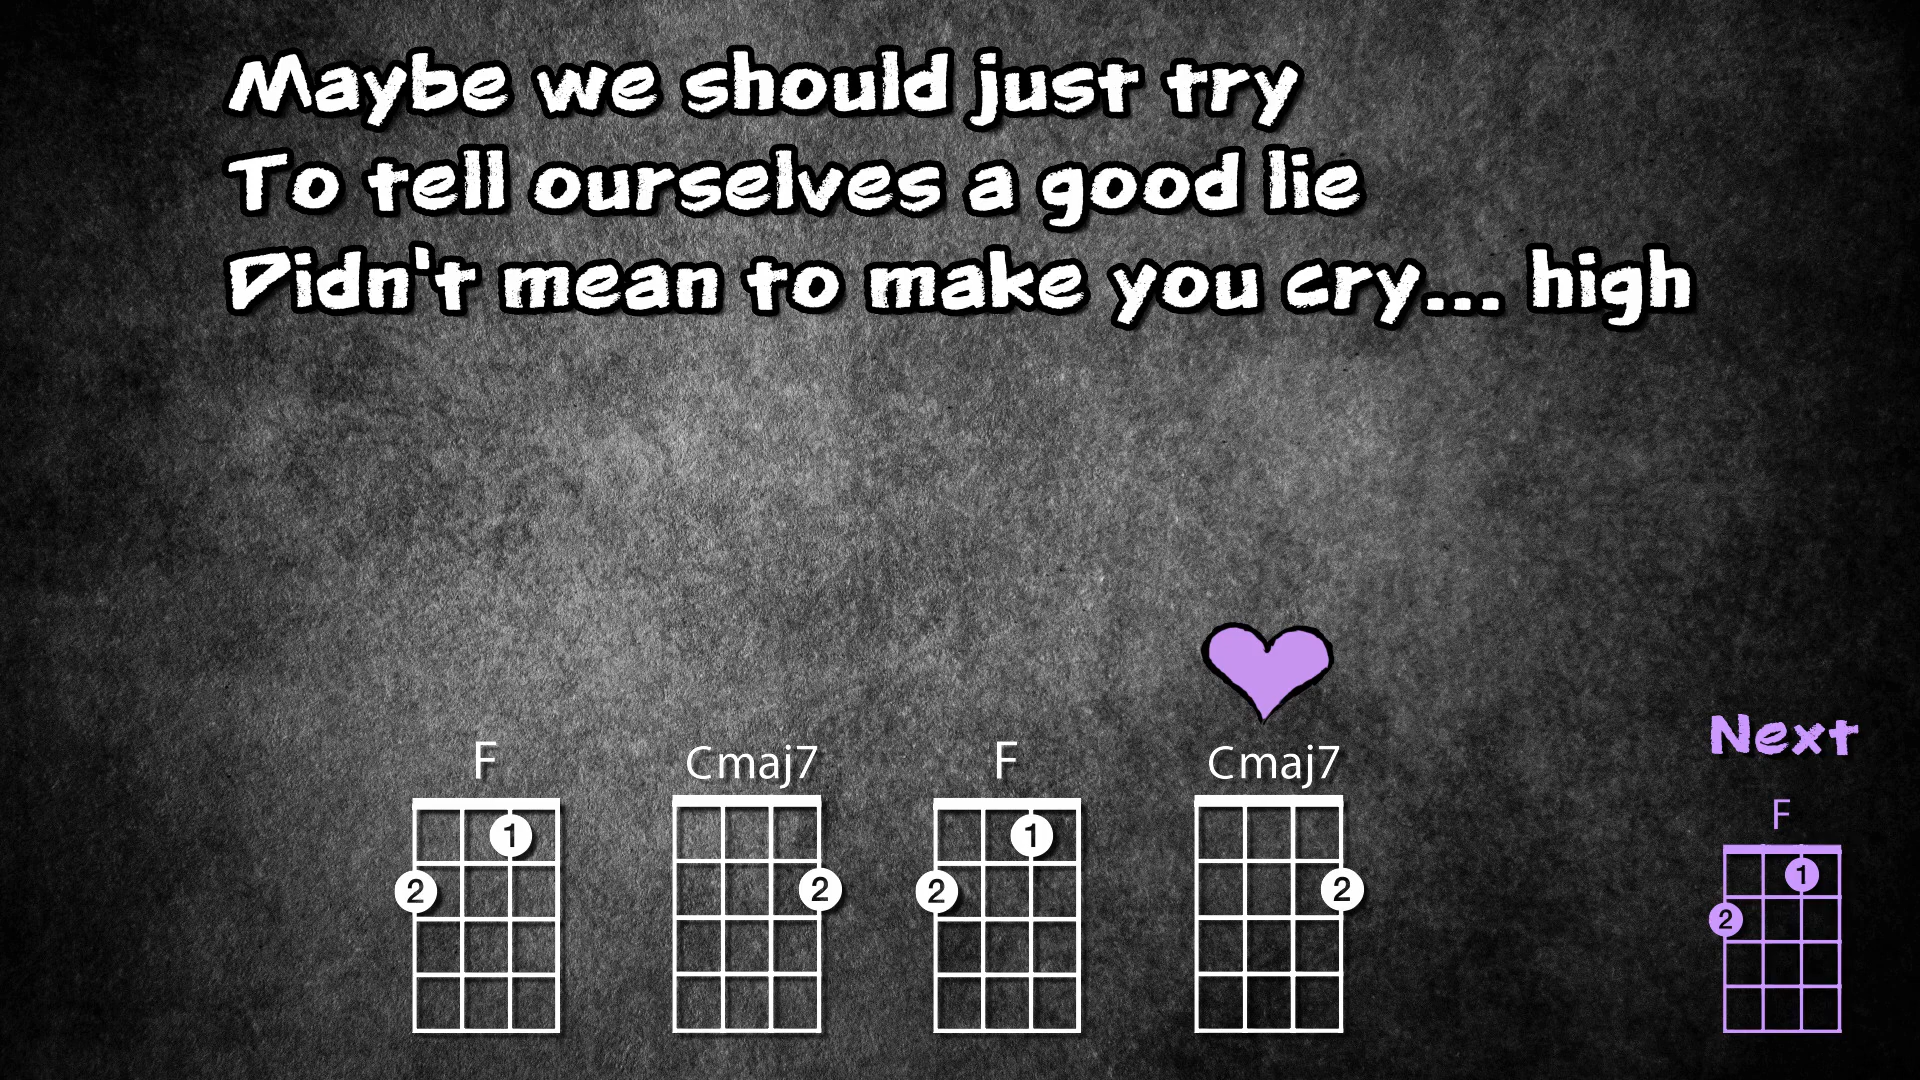 Maybe we should just try
To tell ourselves a good lie
Didn't mean to make you cry... high
F Cmaj7 F Cmaj7
1 1
2 2 2 2
Next
F
1
2